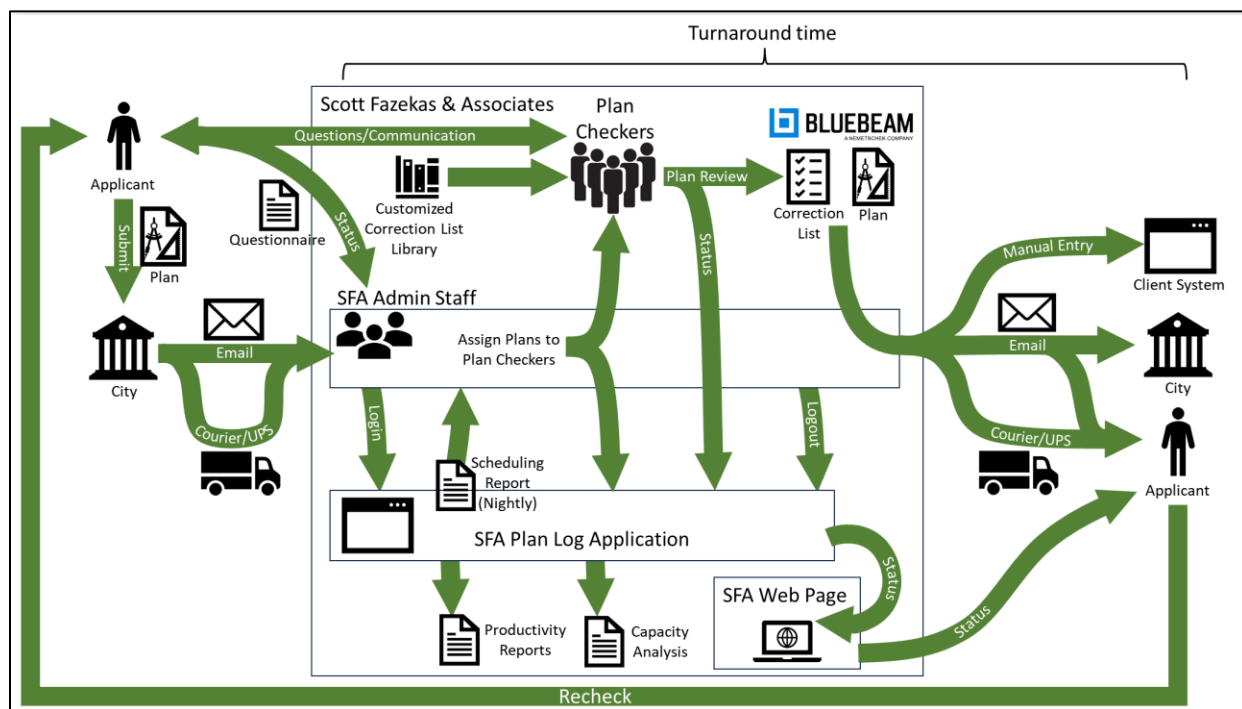 Turnaround time
Scott Fazekas & Associates
Plan
Checkers
BLUEBEAM
A NEMETSCHEK COMPANY
Questions/Communication
Applicant
Customized
Correction List
Library
Plan Review
Correction
List
Plan
Questionnaire
Status
Submit
Plan
Status
Manual Entry
Client System
SFA Admin Staff
Email
City
Assign Plans to
Plan Checkers
Email
City
Courier/UPS
Login
Scheduling
Report
(Nightly)
Logout
Courier/UPS
Applicant
SFA Plan Log Application
Status
SFA Web Page
Productivity
Reports
Capacity
Analysis
Status
Recheck